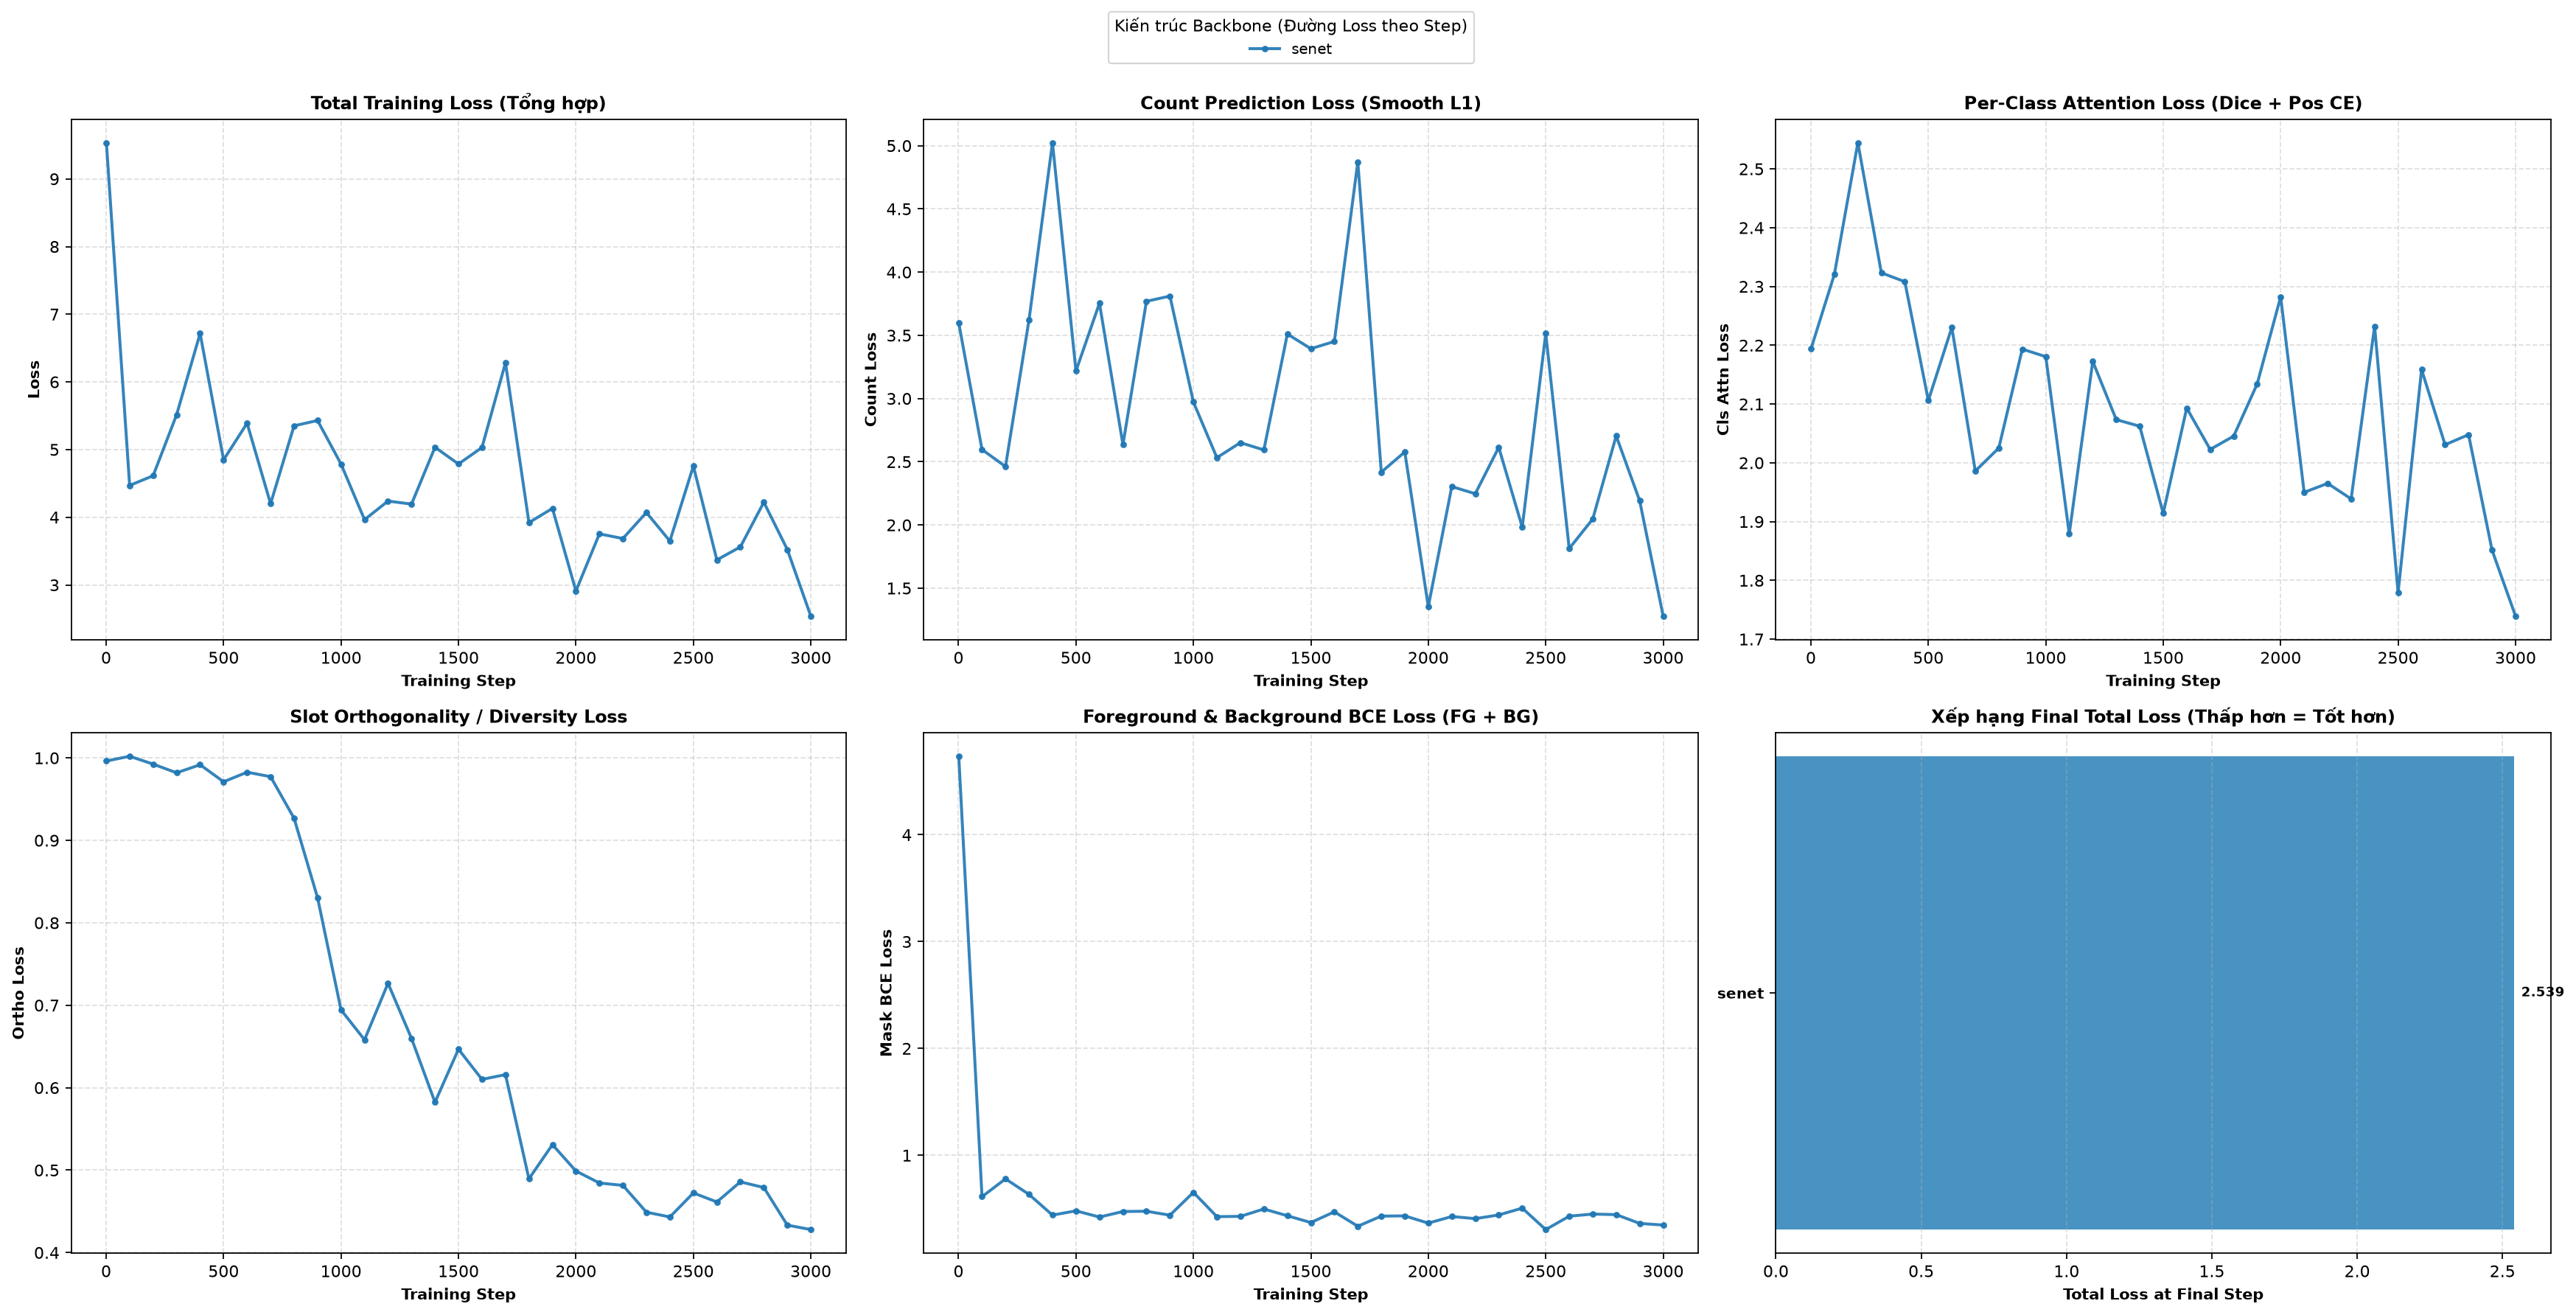 Kiến trúc Backbone (Đường Loss theo Step)
senet
Total Training Loss (Tổng hợp)
Loss
9
8
7
6
5
4
3
0 500 1000 1500 2000 2500 3000
Training Step
Count Prediction Loss (Smooth L1)
Count Loss
5.0
4.5
4.0
3.5
3.0
2.5
2.0
1.5
0 500 1000 1500 2000 2500 3000
Training Step
Per-Class Attention Loss (Dice + Pos CE)
Cls Attn Loss
2.5
2.4
2.3
2.2
2.1
2.0
1.9
1.8
1.7
0 500 1000 1500 2000 2500 3000
Training Step
Slot Orthogonality / Diversity Loss
Ortho Loss
1.0
0.9
0.8
0.7
0.6
0.5
0.4
0 500 1000 1500 2000 2500 3000
Training Step
Foreground & Background BCE Loss (FG + BG)
Mask BCE Loss
4
3
2
1
0 500 1000 1500 2000 2500 3000
Training Step
Xếp hạng Final Total Loss (Thấp hơn = Tốt hơn)
senet
2.539
0.0 0.5 1.0 1.5 2.0 2.5
Total Loss at Final Step